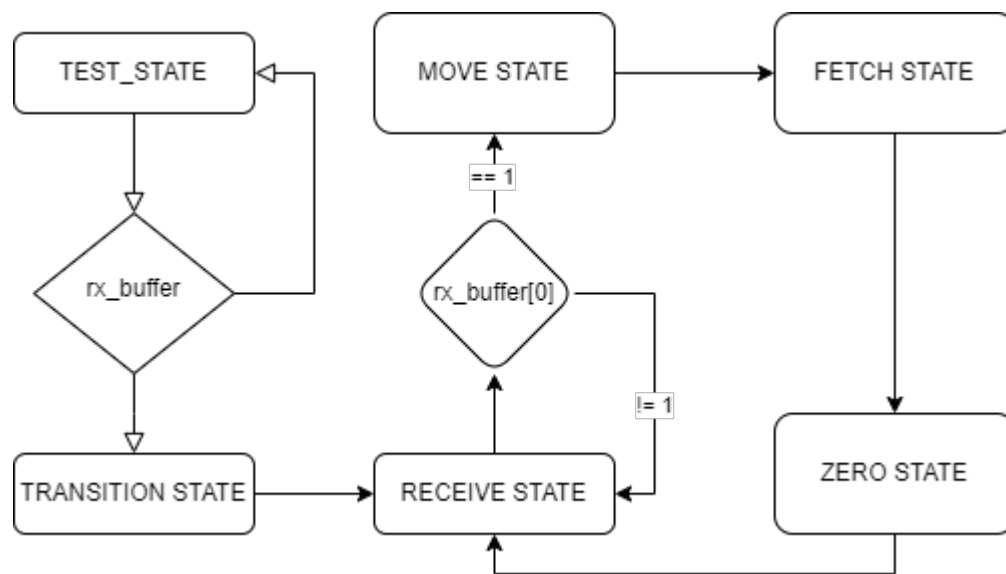 TEST_STATE
MOVE STATE
FETCH STATE
== 1
rx_buffer
rx_buffer[0]
!= 1
TRANSITION STATE
RECEIVE STATE
ZERO STATE